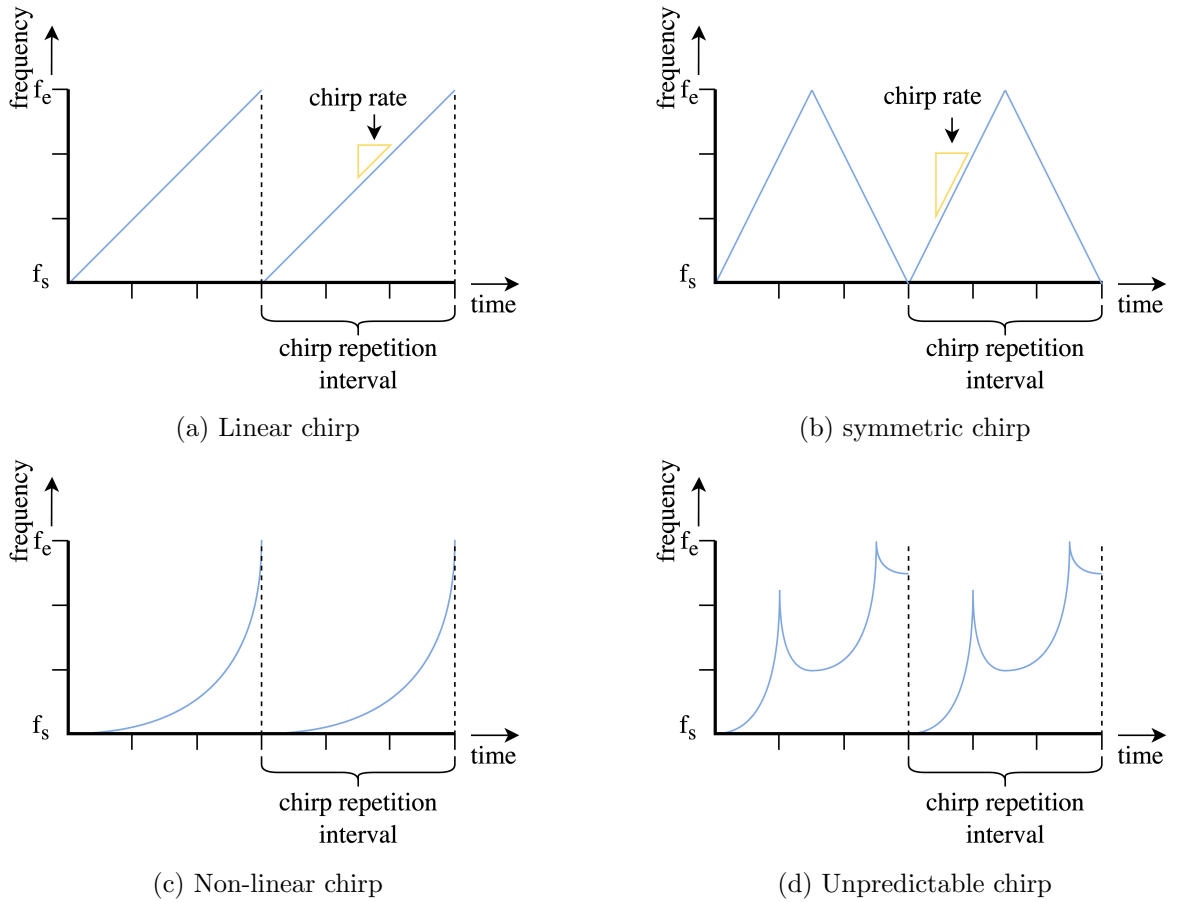 frequency
fe
chirp rate
fs
time
chirp repetition
interval
(a) Linear chirp
frequency
fe
chirp rate
fs
time
chirp repetition
interval
(b) symmetric chirp
frequency
fe
fs
time
chirp repetition
interval
(c) Non-linear chirp
frequency
fe
fs
time
chirp repetition
interval
(d) Unpredictable chirp